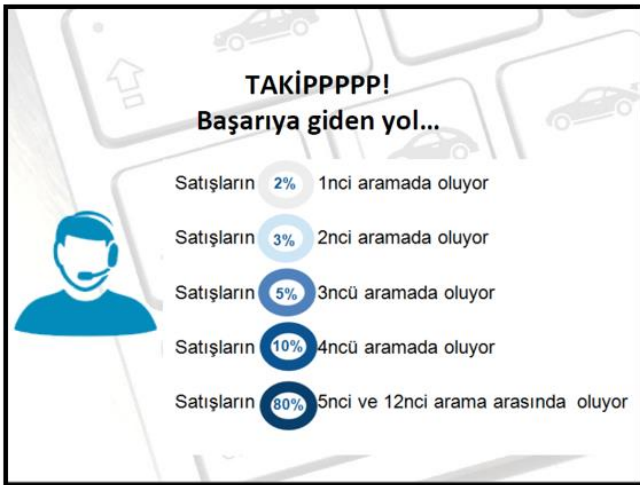 TAKİPPPPP!
Başarıya giden yol...
Satışların 2% 1nci aramada oluyor
Satışların 3% 2nci aramada oluyor
Satışların 5% 3ncü aramada oluyor
Satışların 10% 4ncü aramada oluyor
Satışların 80% 5nci ve 12nci arama arasında oluyor